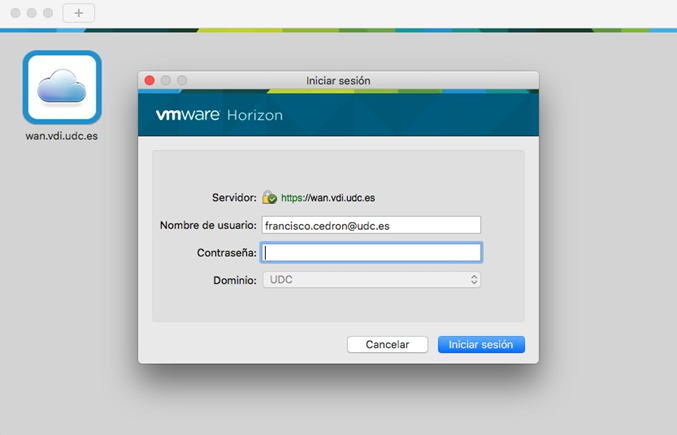 wan.vdi.udc.es
Iniciar sesión
vmware Horizon
Servidor: https://wan.vdi.udc.es
Nombre de usuario: francisco.cedron@udc.es
Contraseña:
Dominio: UDC
Cancelar Iniciar sesión